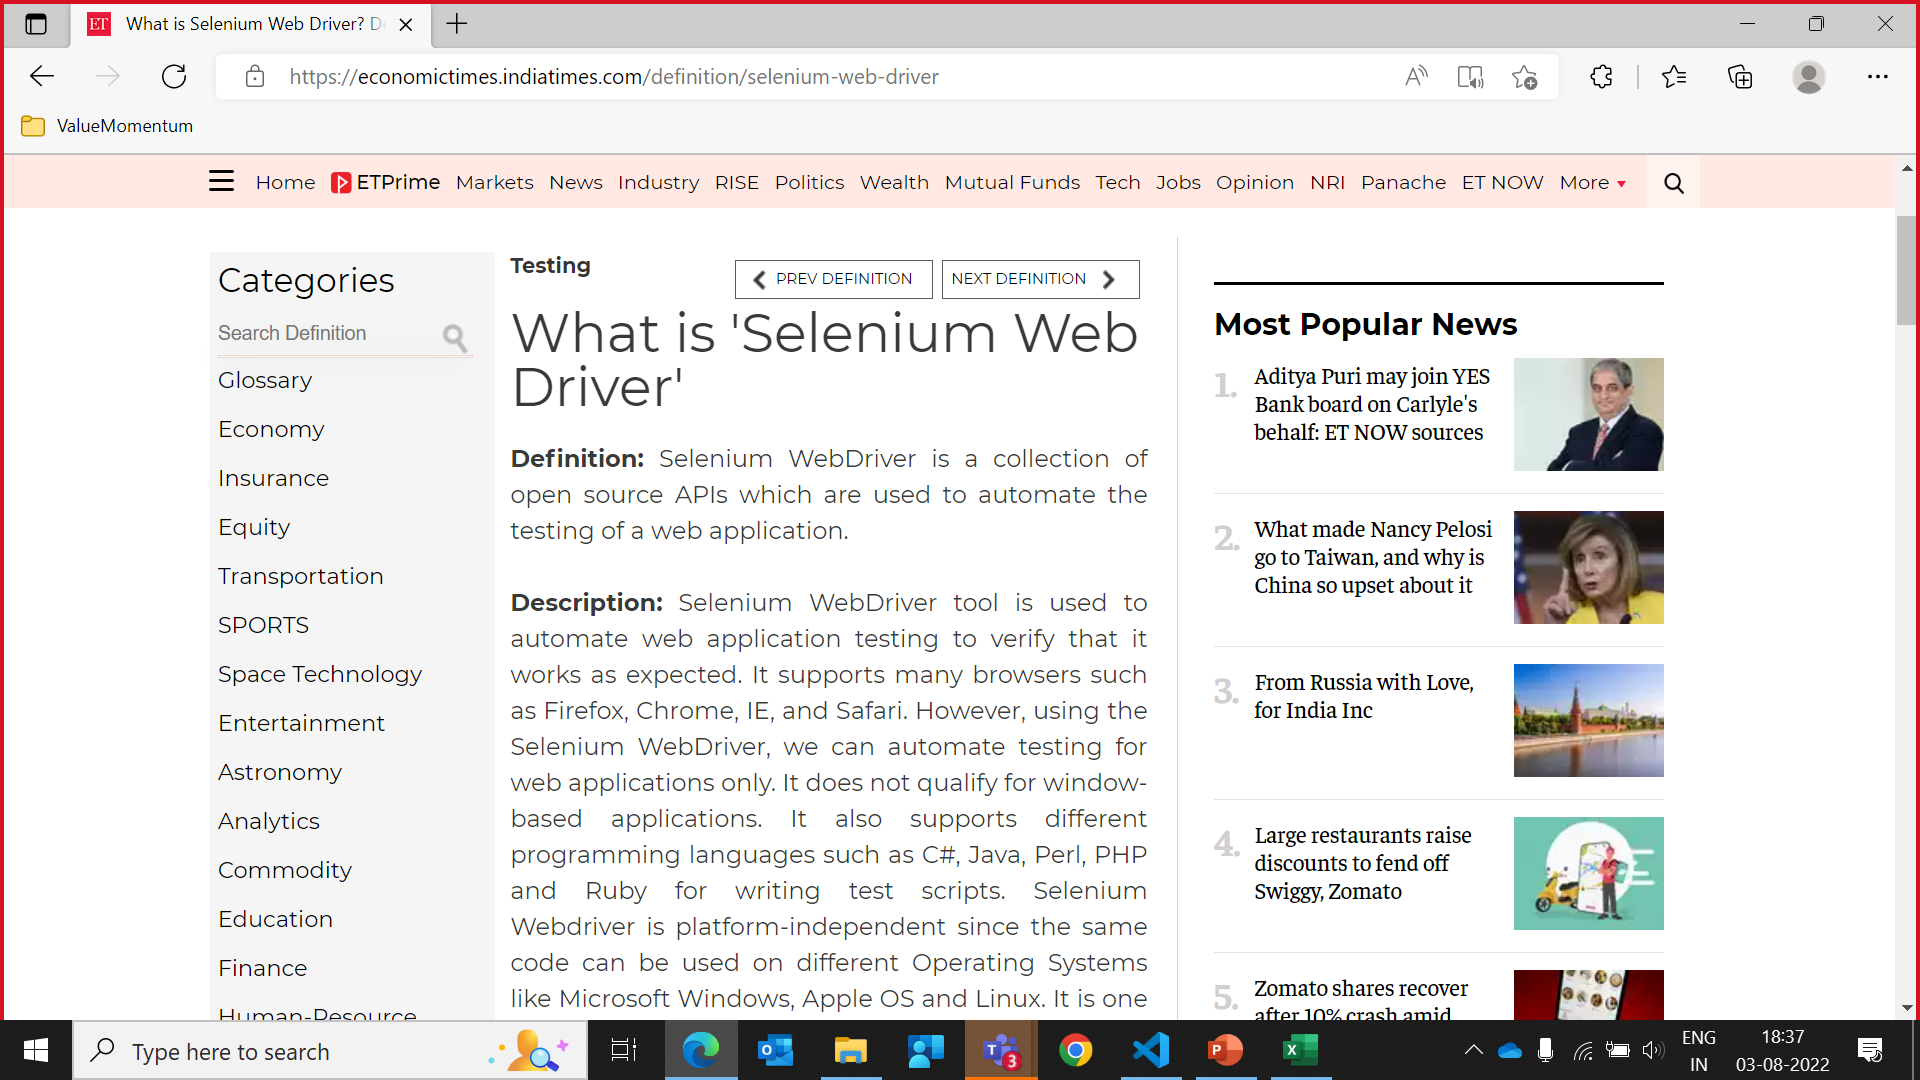 ET What is Selenium Web Driver? D
https://economictimes.indiatimes.com/definition/selenium-web-driver
ValueMomentum
Home ETPrime Markets News Industry RISE Politics Wealth Mutual Funds Tech Jobs Opinion NRI Panache ET NOW More
Categories
Search Definition
Glossary
Economy
Insurance
Equity
Transportation
SPORTS
Space Technology
Entertainment
Astronomy
Analytics
Commodity
Education
Finance
Human-Resource
Testing
PREV DEFINITION NEXT DEFINITION
What is 'Selenium Web
Driver'
Definition: Selenium WebDriver is a collection of
open source APIs which are used to automate the
testing of a web application.
Description: Selenium WebDriver tool is used to
automate web application testing to verify that it
works as expected. It supports many browsers such
as Firefox, Chrome, IE, and Safari. However, using the
Selenium WebDriver, we can automate testing for
web applications only. It does not qualify for window-
based applications. It also supports different
programming languages such as C#, Java, Perl, PHP
and Ruby for writing test scripts. Selenium
Webdriver is platform-independent since the same
code can be used on different Operating Systems
like Microsoft Windows, Apple OS and Linux. It is one
Most Popular News
1. Aditya Puri may join YES
Bank board on Carlyle's
behalf: ET NOW sources
2. What made Nancy Pelosi
go to Taiwan, and why is
China so upset about it
3. From Russia with Love,
for India Inc
4. Large restaurants raise
discounts to fend off
Swiggy, Zomato
5. Zomato shares recover
after 10% crash amid
Type here to search
3
ENG
IN
18:37
03-08-2022